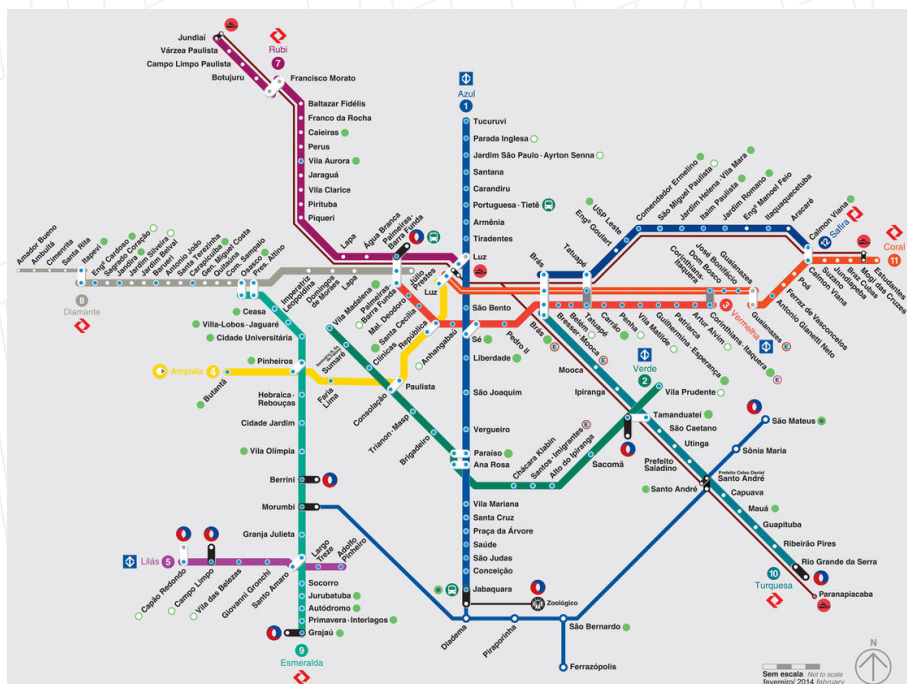 Jundiaí
Várzea Paulista
Campo Limpo Paulista
Botujuru
Rubi
7
Francisco Morato
Baltazar Fidélis
Franco da Rocha
Caieiras
Perus
Vila Aurora
Jaraguá
Vila Clarice
Pirituba
Piqueri
Lapa
Água Branca
Palmeiras-
Barra Funda
Azul
1
Tucuruvi
Parada Inglesa
Jardim São Paulo - Ayrton Senna
Santana
Carandiru
Portuguesa - Tietê
Armênia
Tiradentes
Luz
São Bento
Sé
Liberdade
São Joaquim
Vergueiro
Paraíso
Ana Rosa
Vila Mariana
Santa Cruz
Praça da Árvore
Saúde
São Judas
Conceição
Jabaquara
Zoológico
Amador Bueno
Ambuitá
Cimenrita
Santa Rita
Itapevi
Engº Cardoso
Sagrado Coração
Jandira
Jardim Silveira
Jardim Belval
Barueri
Antonio João
Santa Terezinha
Carapicuíba
Gen. Miguel Costa
Quitaúna
Osasco
Com. Sampaio
Pres. Altino
Imperatriz
Leopoldina
Domingos
de Moraes
Lapa
Palmeiras-
Barra Funda
Júlio
Prestes
8
Diamante
Ceasa
Villa-Lobos - Jaguaré
Cidade Universitária
Pinheiros
Hebraica -
Rebouças
Cidade Jardim
Vila Olímpia
Berrini
Morumbi
Granja Julieta
Socorro
Jurubatuba
Autódromo
Primavera - Interlagos
Grajaú
9
Esmeralda
Amarela 4
Butantã
Faria
Lima
Paulista
República
Luz
Vila Madalena
Sumaré
Clínicas
Consolação
Trianon - Masp
Brigadeiro
Chácara Klabin
Santos - Imigrantes
Alto do Ipiranga
Sacomã
Tamanduateí
Vila Prudente
Verde
2
Mal. Deodoro
Santa Cecília
Anhangabaú
Pedro II
Brás
Bresser - Mooca
Belém
Tatuapé
Carrão
Penha
Vila Matilde
Guilhermina - Esperança
Patriarca
Artur Alvim
Corinthians - Itaquera
3
Vermelha
Brás
Tatuapé
Engº Goulart
USP Leste
Comendador Ermelino
São Miguel Paulista
Jardim Helena - Vila Mara
Itaim Paulista
Jardim Romano
Engº Manoel Feio
Itaquaquecetuba
Aracaré
Calmon Viana
12
Safira
Corinthians-
Itaquera
Dom Bosco
José Bonifácio
Guaianazes
Guaianazes
Antonio Gianetti Neto
Ferraz de Vasconcelos
Poá
Calmon Viana
Suzano
Jundiapeba
Braz Cubas
Mogi das Cruzes
Estudantes
Coral
11
Mooca
Ipiranga
São Caetano
Utinga
Prefeito
Saladino
Prefeito Celso Daniel
Santo André
Santo André
Capuava
Mauá
Guapituba
Ribeirão Pires
Rio Grande da Serra
Paranapiacaba
10
Turquesa
São Mateus
Sônia Maria
Lilás 5
Capão Redondo
Campo Limpo
Vila das Belezas
Giovanni Gronchi
Santo Amaro
Largo
Treze
Adolfo
Pinheiro
Diadema
Piraporinha
São Bernardo
Ferrazópolis
N
Sem escala Not to scale
fevereiro/ 2014 february